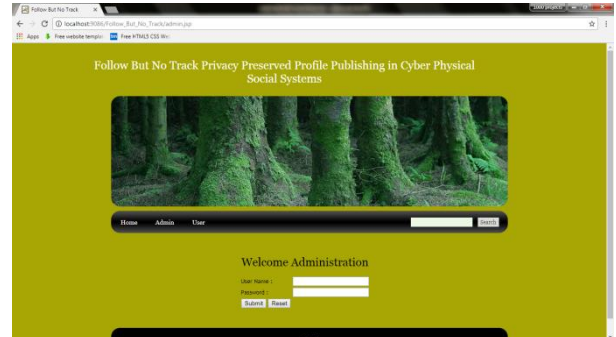 Follow But No Track
localhost:9086/Follow_But_No_Track/admin.jsp
Apps Free website templat Free HTML5 CSS We
Follow But No Track Privacy Preserved Profile Publishing in Cyber Physical
Social Systems
Home Admin User Search
Welcome Administration
User Name :
Password :
Submit Reset